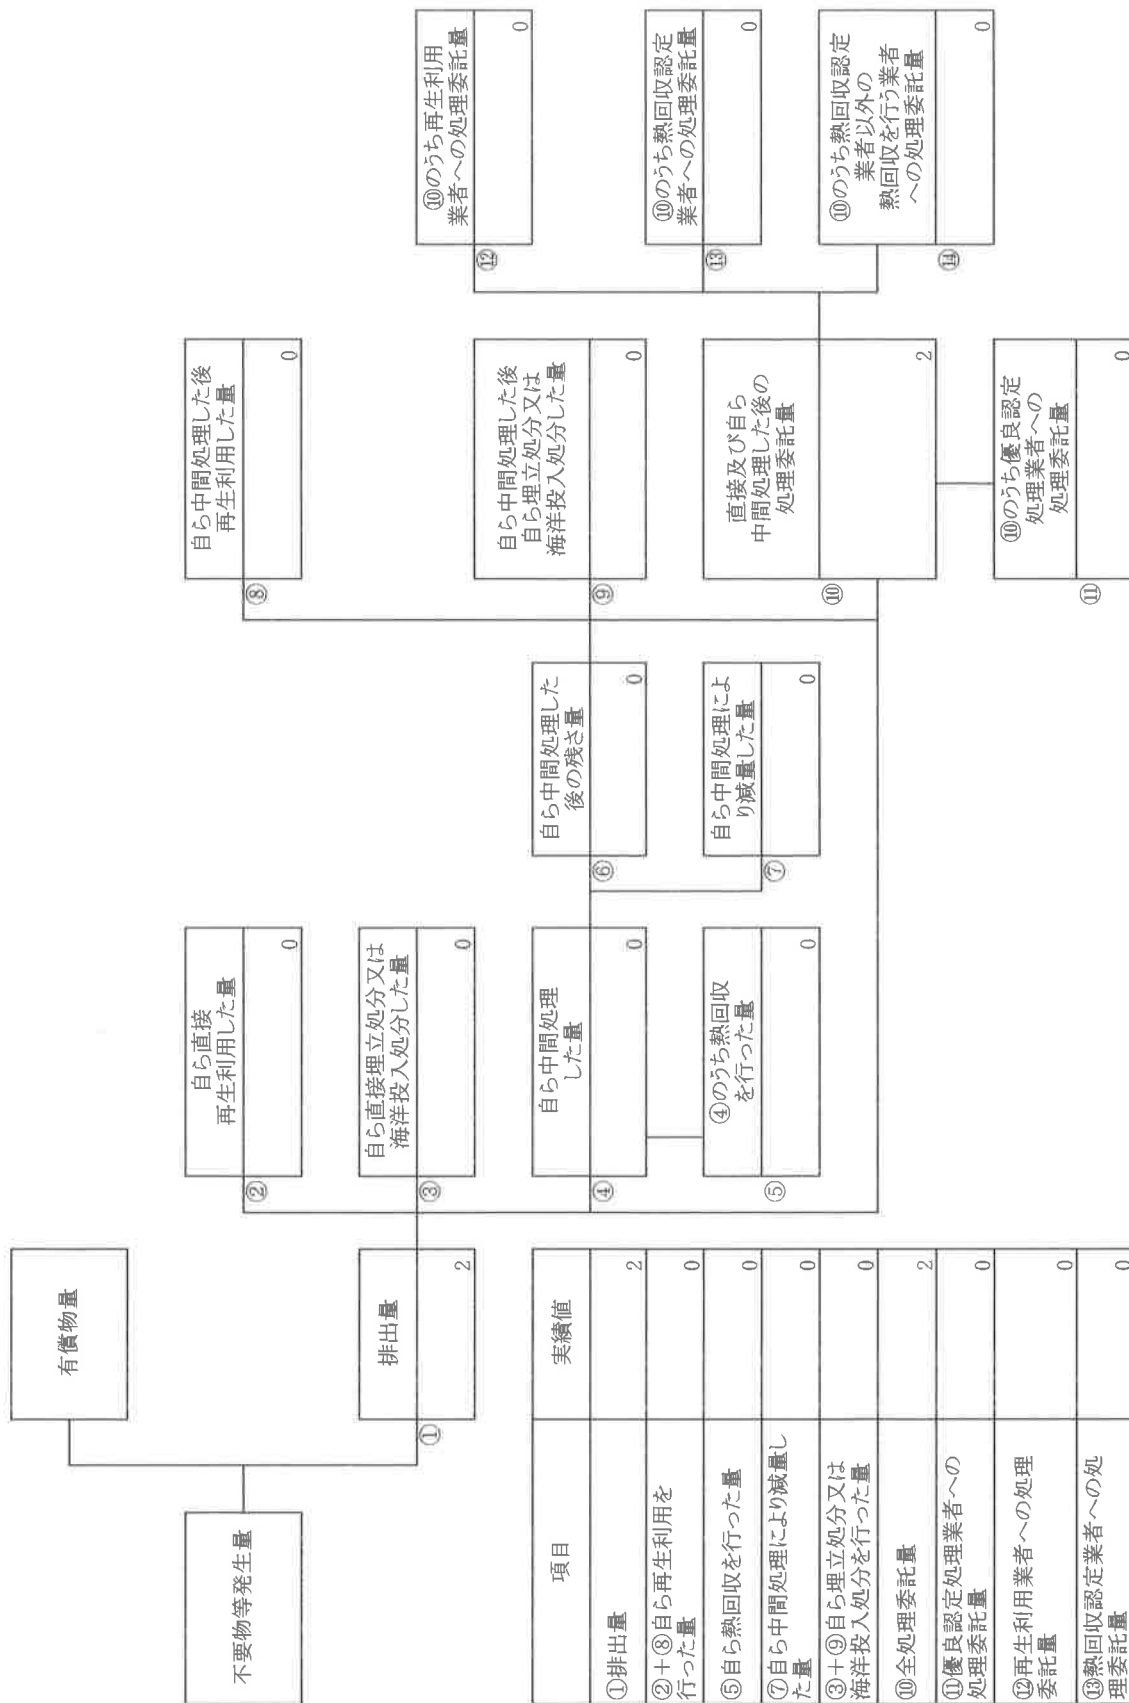 不要物等発生量
有償物量
排出量
①
2
自ら直接
再生利用した量
②
0
自ら直接埋立処分又は
海洋投入処分した量
③
0
自ら中間処理
した量
④
0
④のうち熱回収
を行った量
⑤
0
自ら中間処理した
後の残さ量
⑥
0
自ら中間処理によ
り減量した量
⑦
0
自ら中間処理した後
再生利用した量
⑧
0
自ら中間処理した後
自ら埋立処分又は
海洋投入処分した量
⑨
0
直接及び自ら
中間処理した後の
処理委託量
⑩
2
⑩のうち優良認定
処理業者への
処理委託量
⑪
0
⑩のうち再生利用
業者への処理委託量
⑫
0
⑩のうち熱回収認定
業者への処理委託量
⑬
0
⑩のうち熱回収認定
業者以外の
熱回収を行う業者
への処理委託量
⑭
0
項目 実績値
①排出量 2
②+⑧自ら再生利用を
行った量 0
⑤自ら熱回収を行った量 0
⑦自ら中間処理により減量し
た量 0
③+⑨自ら埋立処分又は
海洋投入処分を行った量 0
⑩全処理委託量 2
⑪優良認定処理業者への
処理委託量 0
⑫再生利用業者への処理
委託量 0
⑬熱回収認定業者への処
理委託量 0